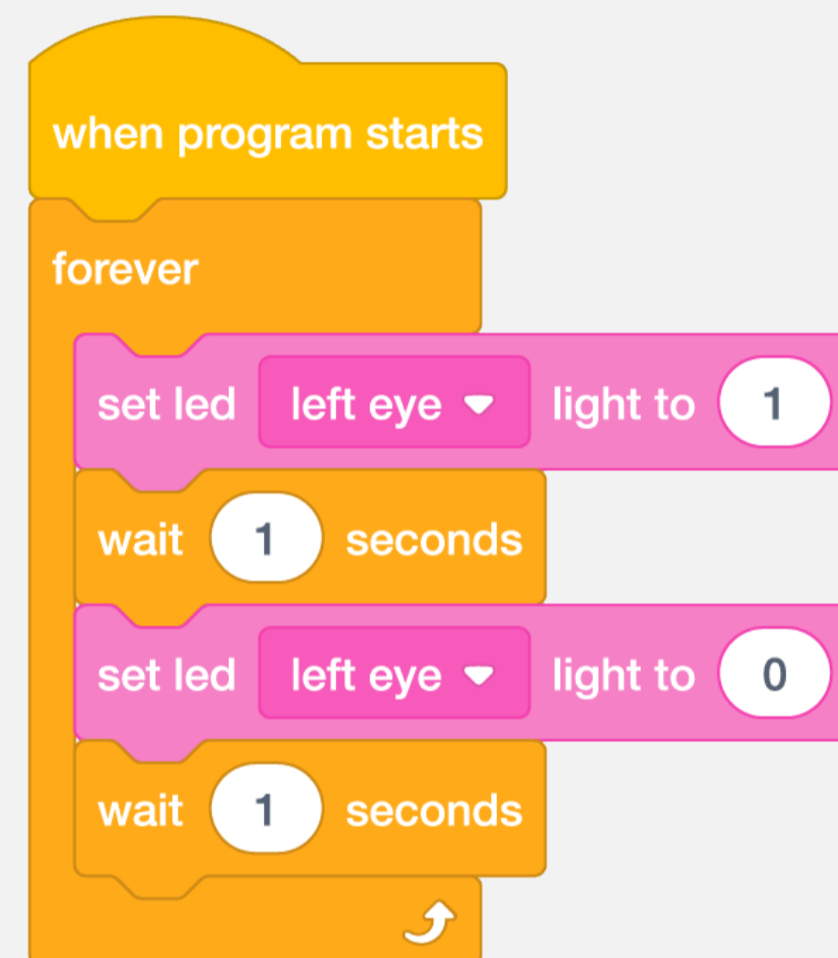 when program starts
forever
set led left eye light to 1
wait 1 seconds
set led left eye light to 0
wait 1 seconds